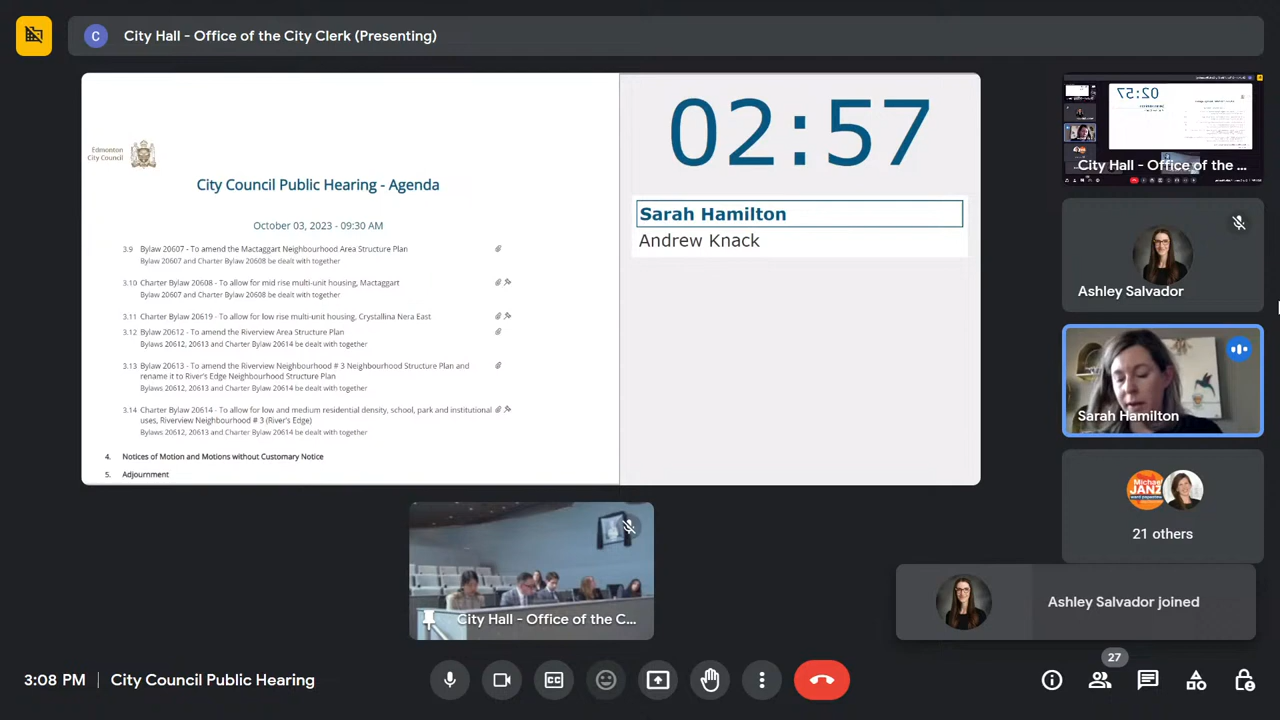 City Hall - Office of the City Clerk (Presenting)
C
Edmonton
City Council
City Council Public Hearing - Agenda
October 03, 2023 - 09:30 AM
3.9 Bylaw 20607 - To amend the Mactaggart Neighbourhood Area Structure Plan
Bylaw 20607 and Charter Bylaw 20608 be dealt with together
3.10 Charter Bylaw 20608 - To allow for mid rise multi-unit housing, Mactaggart
Bylaw 20607 and Charter Bylaw 20608 be dealt with together
3.11 Charter Bylaw 20619 - To allow for low rise multi-unit housing, Crystallina Nera East
3.12 Bylaw 20612 - To amend the Riverview Area Structure Plan
Bylaws 20612, 20613 and Charter Bylaw 20614 be dealt with together
3.13 Bylaw 20613 - To amend the Riverview Neighbourhood # 3 Neighbourhood Structure Plan and
rename it to River's Edge Neighbourhood Structure Plan
Bylaws 20612, 20613 and Charter Bylaw 20614 be dealt with together
3.14 Charter Bylaw 20614 - To allow for low and medium residential density, school, park and institutional
uses, Riverview Neighbourhood # 3 (River's Edge)
Bylaws 20612, 20613 and Charter Bylaw 20614 be dealt with together
4. Notices of Motion and Motions without Customary Notice
5. Adjournment
02:57
Sarah Hamilton
Andrew Knack
02:57
City Hall - Office of the ...
Ashley Salvador
Sarah Hamilton
Michael
JANZ
ward papastew
21 others
Ashley Salvador joined
City Hall - Office of the C...
3:08 PM | City Council Public Hearing
CC
27